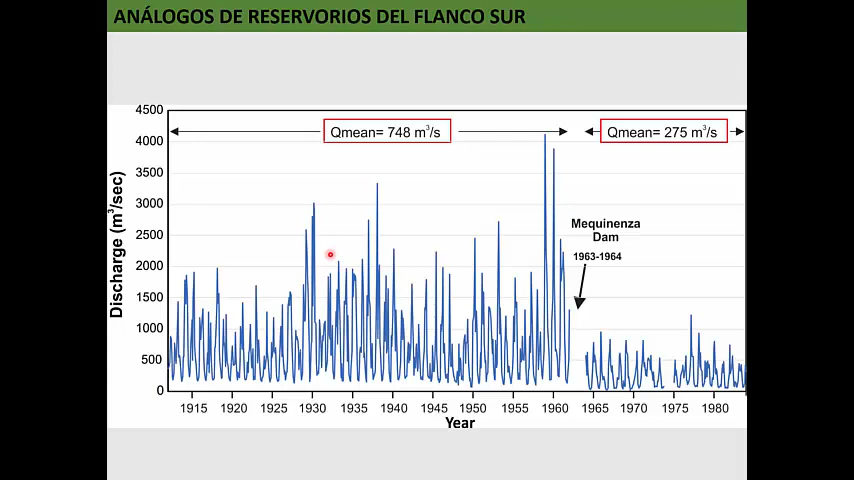 ANÁLOGOS DE RESERVORIOS DEL FLANCO SUR
4500
4000
3500
3000
2500
2000
1500
1000
500
0
Discharge (m³/sec)
Qmean= 748 m³/s
Qmean= 275 m³/s
Mequinenza
Dam
1963-1964
1915 1920 1925 1930 1935 1940 1945 1950 1955 1960 1965 1970 1975 1980
Year